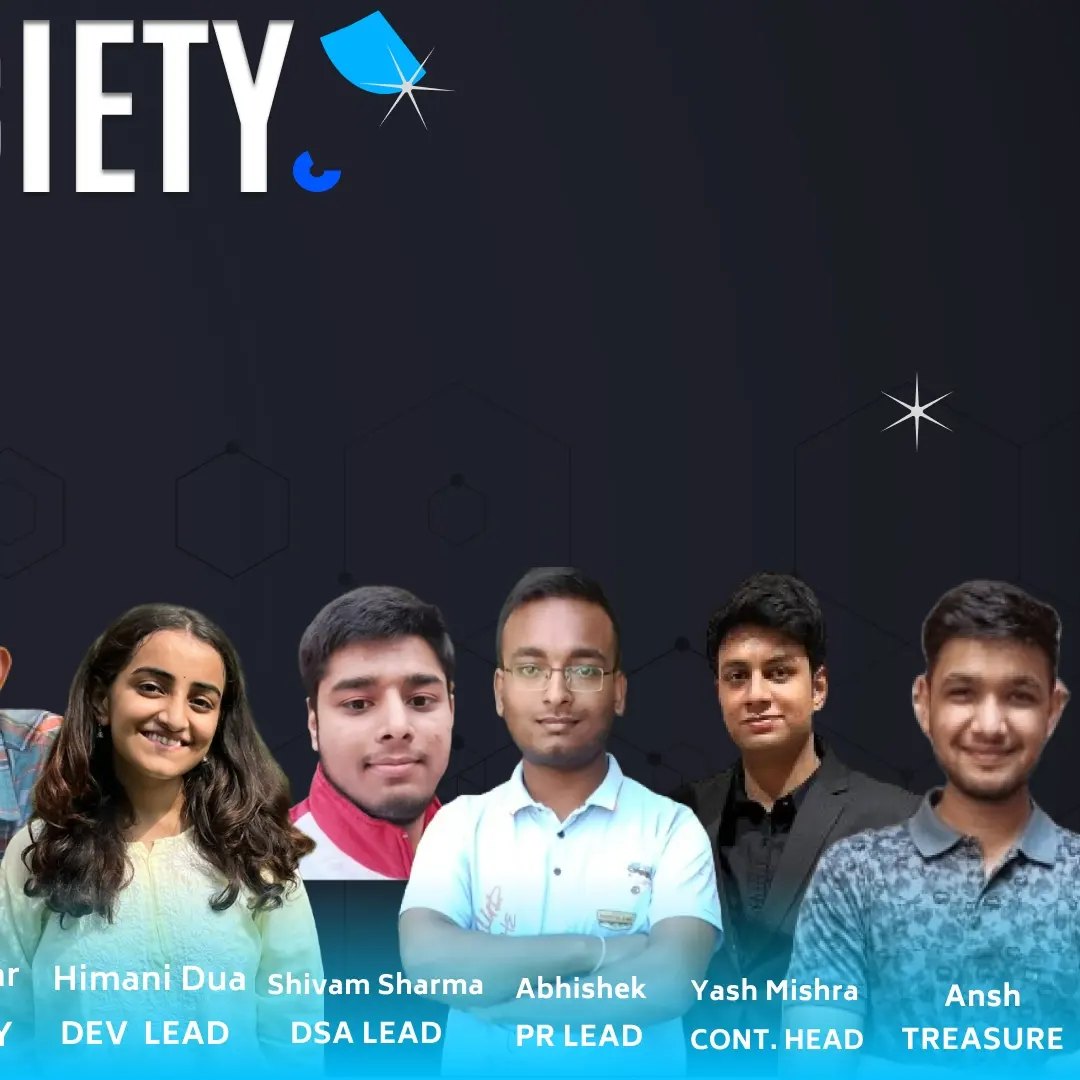 IETY.
Himani Dua
DEV LEAD
Shivam Sharma
DSA LEAD
Abhishek
PR LEAD
Yash Mishra
CONT. HEAD
Ansh
TREASURE